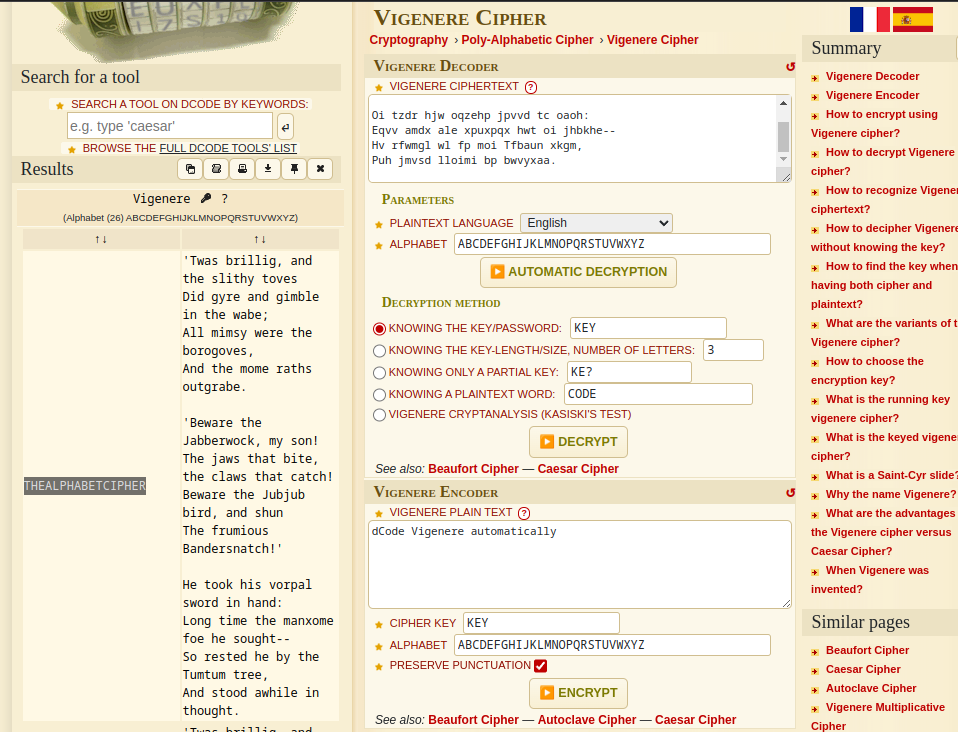 Search for a tool
SEARCH A TOOL ON DCODE BY KEYWORDS:
e.g. type 'caesar'
BROWSE THE FULL DCODE TOOLS' LIST
Results
Vigenere ?
(Alphabet (26) ABCDEFGHIJKLMNOPQRSTUVWXYZ)
↑↓ ↑↓
THEALPHABETCIPHER
'Twas brillig, and
the slithy toves
Did gyre and gimble
in the wabe;
All mimsy were the
borogoves,
And the mome raths
outgrabe.
'Beware the
Jabberwock, my son!
The jaws that bite,
the claws that catch!
Beware the Jubjub
bird, and shun
The frumious
Bandersnatch!'
He took his vorpal
sword in hand:
Long time the manxome
foe he sought--
So rested he by the
Tumtum tree,
And stood awhile in
thought.
'Twas brillig, and
Vigenere Cipher
Cryptography › Poly-Alphabetic Cipher › Vigenere Cipher
Vigenere Decoder
VIGENERE CIPHERTEXT ?
Oi tzdr hjw oqzehp jpvvd tc oaoh:
Eqvv amdx ale xpuxpqx hwt oi jhbkhe--
Hv rfwmgl wl fp moi Tfbaun xkgm,
Puh jmvsd lloimi bp bwvyxaa.
Parameters
PLAINTEXT LANGUAGE English
ALPHABET ABCDEFGHIJKLMNOPQRSTUVWXYZ
AUTOMATIC DECRYPTION
Decryption method
KNOWING THE KEY/PASSWORD: KEY
KNOWING THE KEY-LENGTH/SIZE, NUMBER OF LETTERS: 3
KNOWING ONLY A PARTIAL KEY: KE?
KNOWING A PLAINTEXT WORD: CODE
VIGENERE CRYPTANALYSIS (KASISKI'S TEST)
DECRYPT
See also: Beaufort Cipher — Caesar Cipher
Vigenere Encoder
VIGENERE PLAIN TEXT ?
dCode Vigenere automatically
CIPHER KEY KEY
ALPHABET ABCDEFGHIJKLMNOPQRSTUVWXYZ
PRESERVE PUNCTUATION
ENCRYPT
See also: Beaufort Cipher — Autoclave Cipher — Caesar Cipher
Summary
Vigenere Decoder
Vigenere Encoder
How to encrypt using
Vigenere cipher?
How to decrypt Vigenere
cipher?
How to recognize Vigenere
ciphertext?
How to decipher Vigenere
without knowing the key?
How to find the key when
having both cipher and
plaintext?
What are the variants of t
Vigenere cipher?
How to choose the
encryption key?
What is the running key
vigenere cipher?
What is the keyed vigenere
cipher?
What is a Saint-Cyr slide?
Why the name Vigenere?
What are the advantages
the Vigenere cipher versus
Caesar Cipher?
When Vigenere was
invented?
Similar pages
Beaufort Cipher
Caesar Cipher
Autoclave Cipher
Vigenere Multiplicative
Cipher